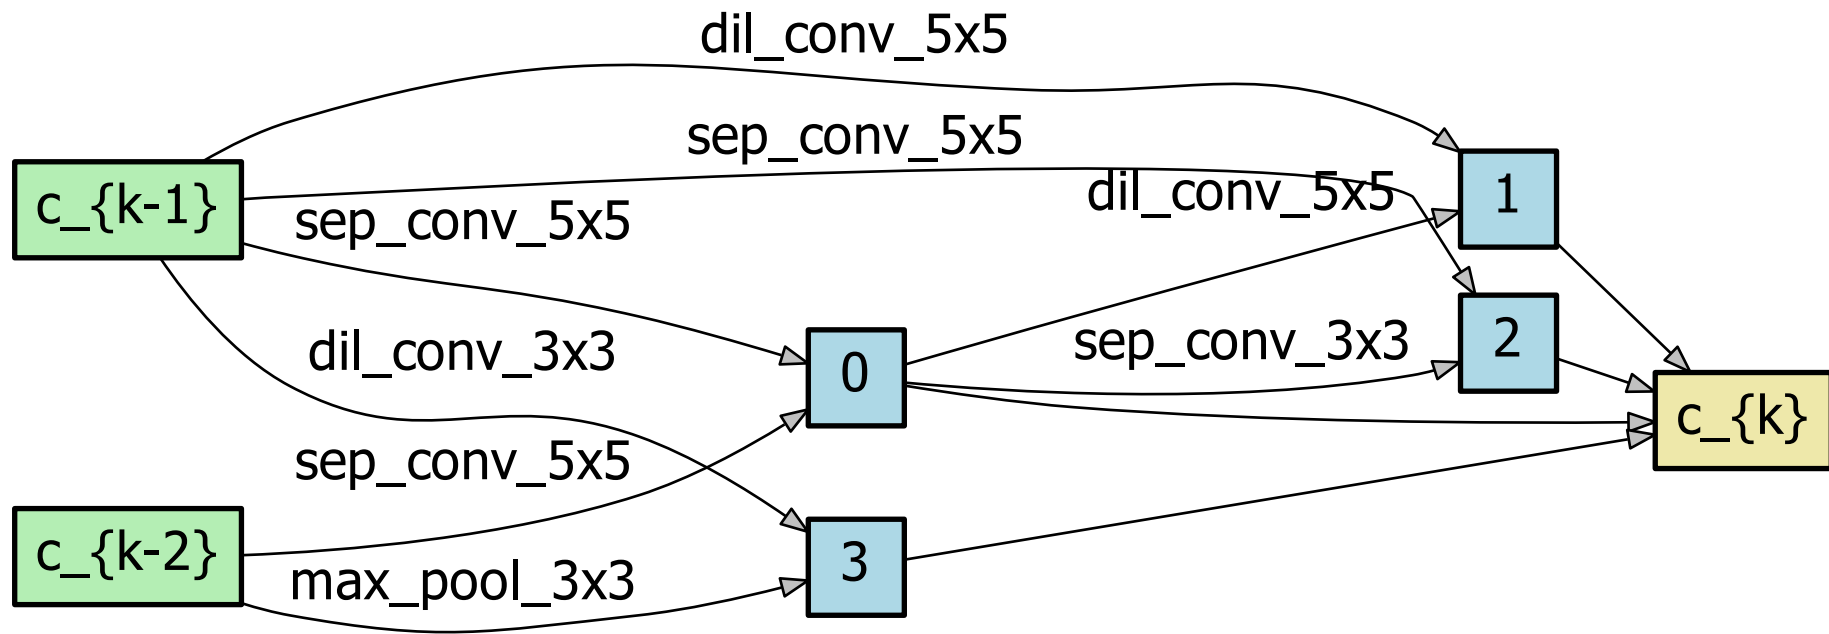 dil_conv_5x5
sep_conv_5x5
c_{k-1}
sep_conv_5x5
dil_conv_5x5
1
dil_conv_3x3
0
sep_conv_3x3
2
c_{k}
sep_conv_5x5
c_{k-2}
max_pool_3x3
3